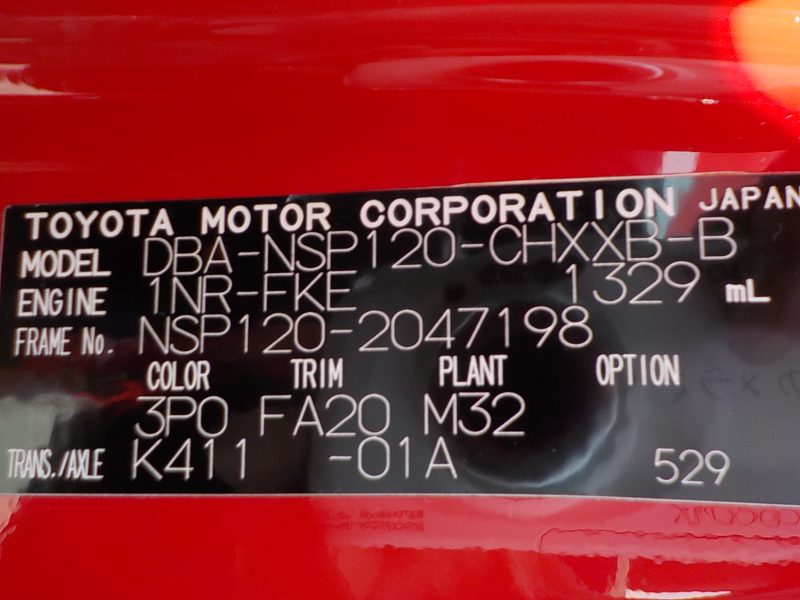 TOYOTA MOTOR CORPORATION JAPAN
MODEL DBA-NSP120-CHXXB-B
ENGINE 1NR-FKE 1329 mL
FRAME No. NSP120-2047198
COLOR TRIM PLANT OPTION
3P0 FA20 M32
TRANS./AXLE K411 -01A 529